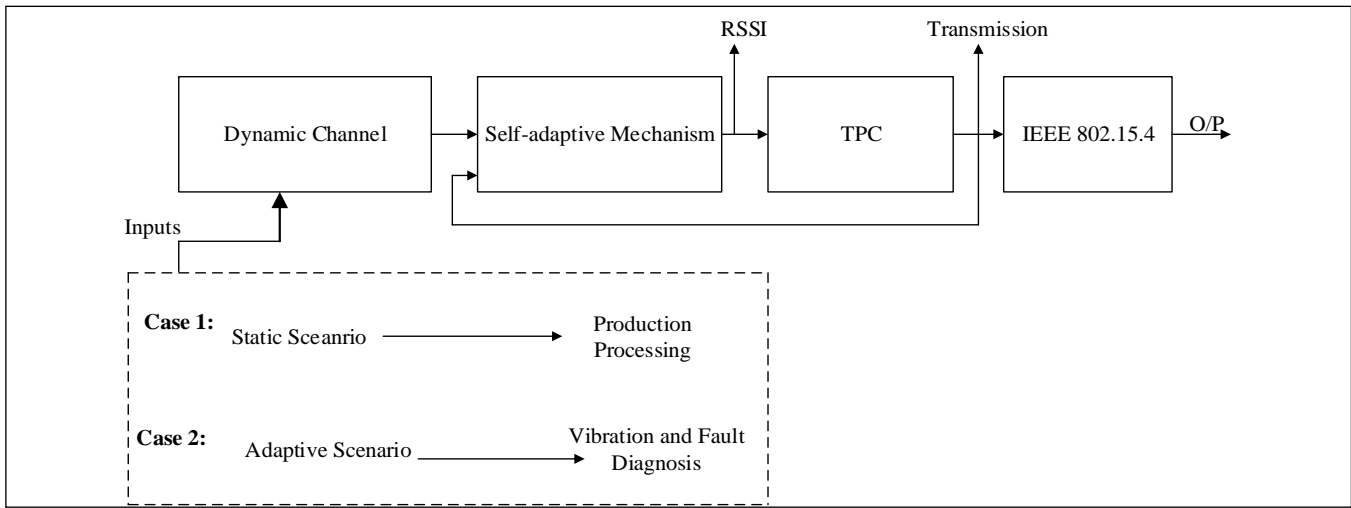 RSSI
Transmission
Dynamic Channel
Self-adaptive Mechanism
TPC
IEEE 802.15.4
O/P
Inputs
Case 1:
Static Sceanrio
Production
Processing
Case 2:
Adaptive Scenario
Vibration and Fault
Diagnosis